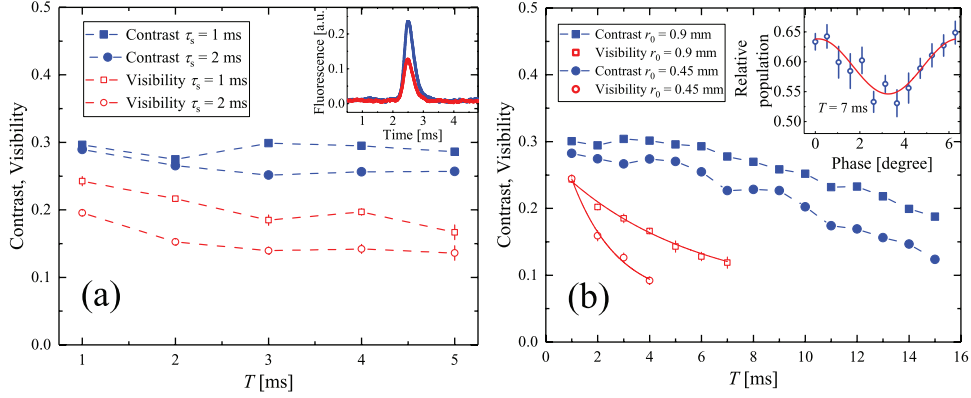 (a)
Contrast, Visibility
0.5
0.4
0.3
0.2
0.1
0.0
Contrast τs = 1 ms
Contrast τs = 2 ms
Visibility τs = 1 ms
Visibility τs = 2 ms
Fluorescence [a.u.]
0.2
0.1
0.0
1 2 3 4
Time [ms]
1 2 3 4 5
T [ms]
(b)
Contrast, Visibility
0.5
0.4
0.3
0.2
0.1
0.0
Contrast r0 = 0.9 mm
Visibility r0 = 0.9 mm
Contrast r0 = 0.45 mm
Visibility r0 = 0.45 mm
Relative
population
0.65
0.60
0.55
0.50
T = 7 ms
0 2 4 6
Phase [degree]
0 2 4 6 8 10 12 14 16
T [ms]